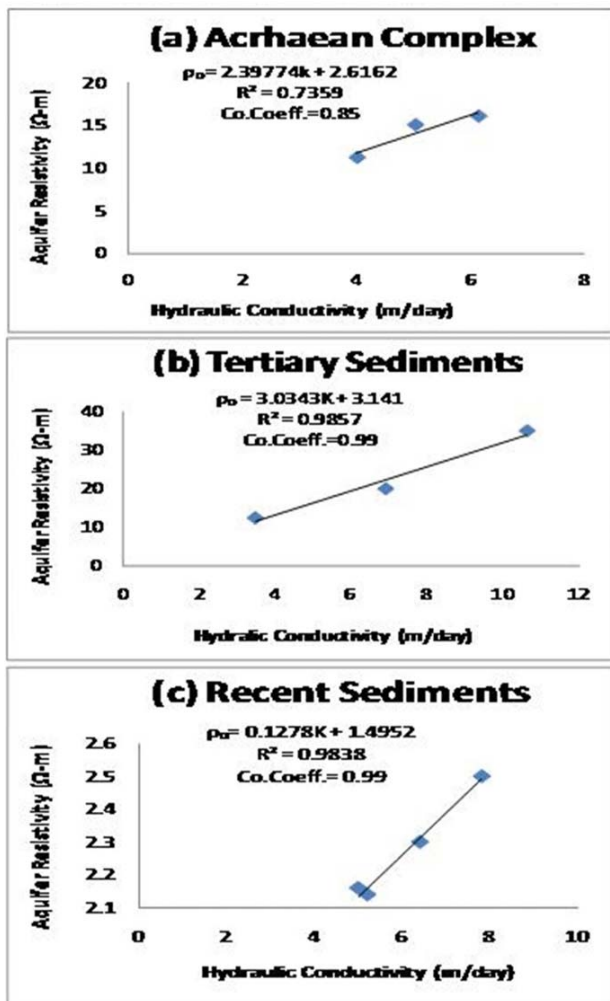 (a) Acrhaean Complex
ρₒ= 2.39774k + 2.6162
R² = 0.7359
Co.Coeff.=0.85
Aquifer Resistivity (Ω-m)
20
15
10
5
0
0 2 4 6 8
Hydraulic Conductivity (m/day)
(b) Tertiary Sediments
ρₒ = 3.0343K + 3.141
R² = 0.9857
Co.Coeff.=0.99
Aquifer Resistivity (Ω-m)
40
30
20
10
0
0 2 4 6 8 10 12
Hydralic Conductivity (m/day)
(c) Recent Sediments
ρₒ= 0.1278K + 1.4952
R² = 0.9838
Co.Coeff.= 0.99
Aquifer Resistivity (Ω-m)
2.6
2.5
2.4
2.3
2.2
2.1
0 2 4 6 8 10
Hydraulic Conductivity (m/day)